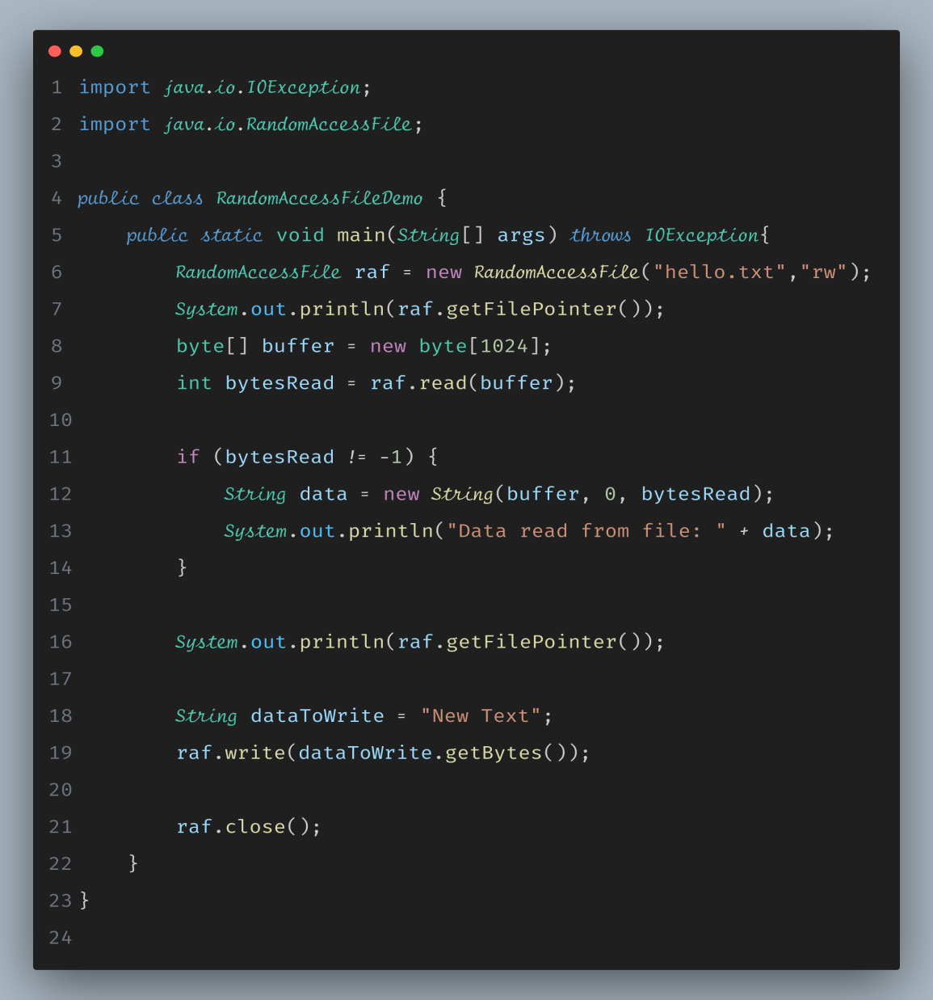 1 import java.io.IOException;
2 import java.io.RandomAccessFile;
3
4 public class RandomAccessFileDemo {
5     public static void main(String[] args) throws IOException{
6         RandomAccessFile raf = new RandomAccessFile("hello.txt","rw");
7         System.out.println(raf.getFilePointer());
8         byte[] buffer = new byte[1024];
9         int bytesRead = raf.read(buffer);
10
11         if (bytesRead != -1) {
12             String data = new String(buffer, 0, bytesRead);
13             System.out.println("Data read from file: " + data);
14         }
15
16         System.out.println(raf.getFilePointer());
17
18         String dataToWrite = "New Text";
19         raf.write(dataToWrite.getBytes());
20
21         raf.close();
22     }
23 }
24